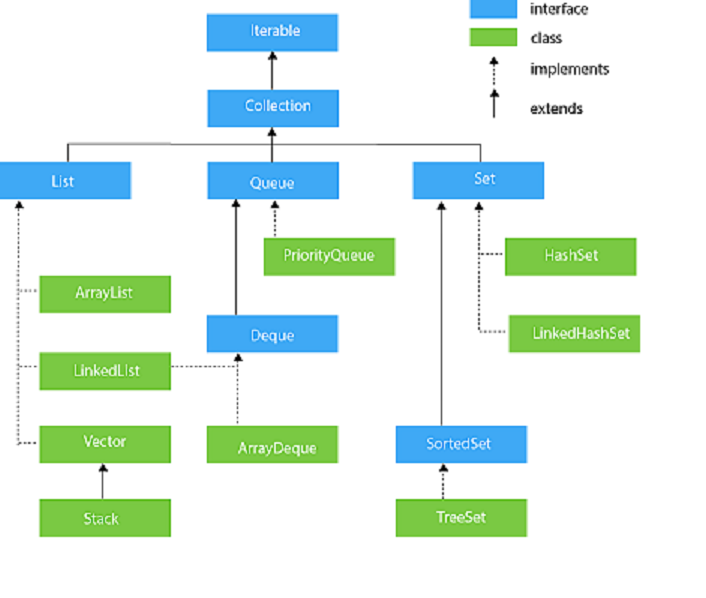 interface
Iterable
class
implements
Collection
extends
List
Queue
Set
PriorityQueue
HashSet
ArrayList
Deque
LinkedHashSet
LinkedList
Vector
ArrayDeque
SortedSet
Stack
TreeSet